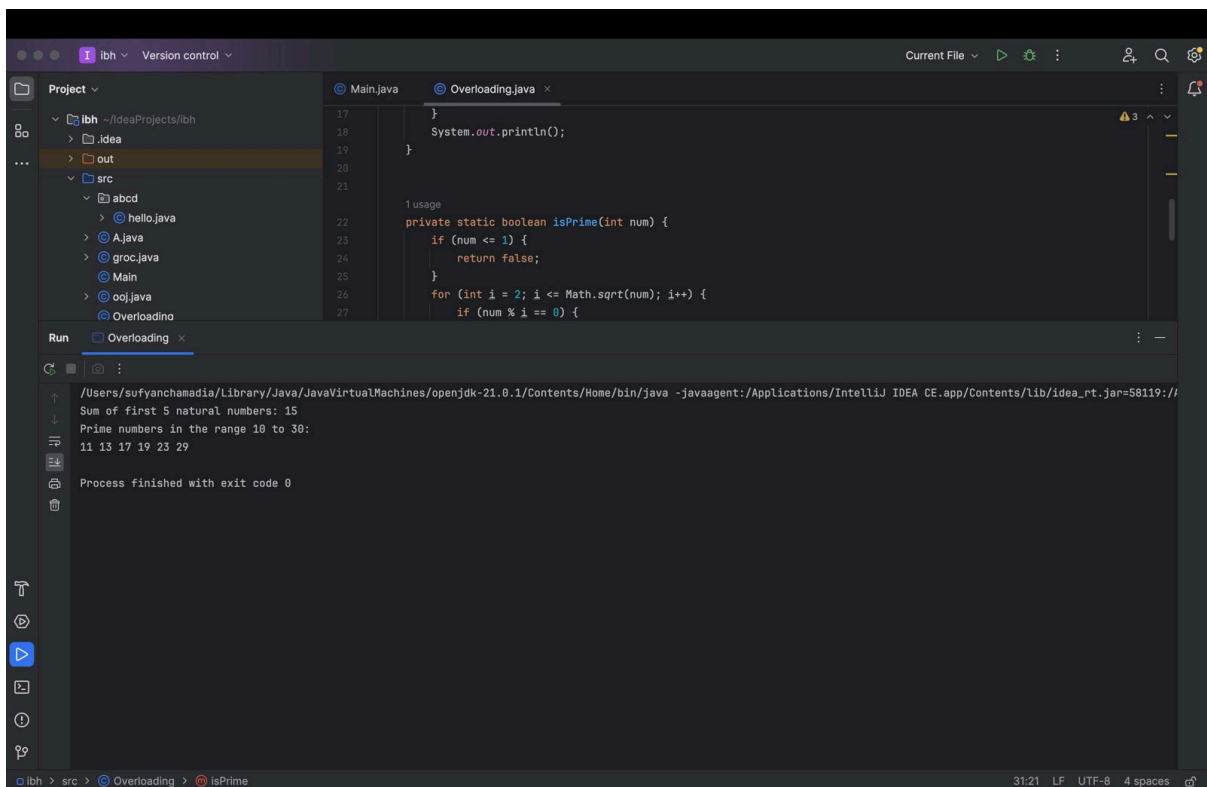 I ibh Version control Current File
Project
Main.java Overloading.java
ibh ~/IdeaProjects/ibh
.idea
out
src
abcd
hello.java
A.java
groc.java
Main
ooj.java
Overloading
17 }
18 System.out.println();
19 }
20
21
1 usage
22 private static boolean isPrime(int num) {
23 if (num <= 1) {
24 return false;
25 }
26 for (int i = 2; i <= Math.sqrt(num); i++) {
27 if (num % i == 0) {
3
Run Overloading
/Users/sufyanchamadia/Library/Java/JavaVirtualMachines/openjdk-21.0.1/Contents/Home/bin/java -javaagent:/Applications/IntelliJ IDEA CE.app/Contents/lib/idea_rt.jar=58119:/
Sum of first 5 natural numbers: 15
Prime numbers in the range 10 to 30:
11 13 17 19 23 29
Process finished with exit code 0
ibh > src > Overloading > isPrime 31:21 LF UTF-8 4 spaces